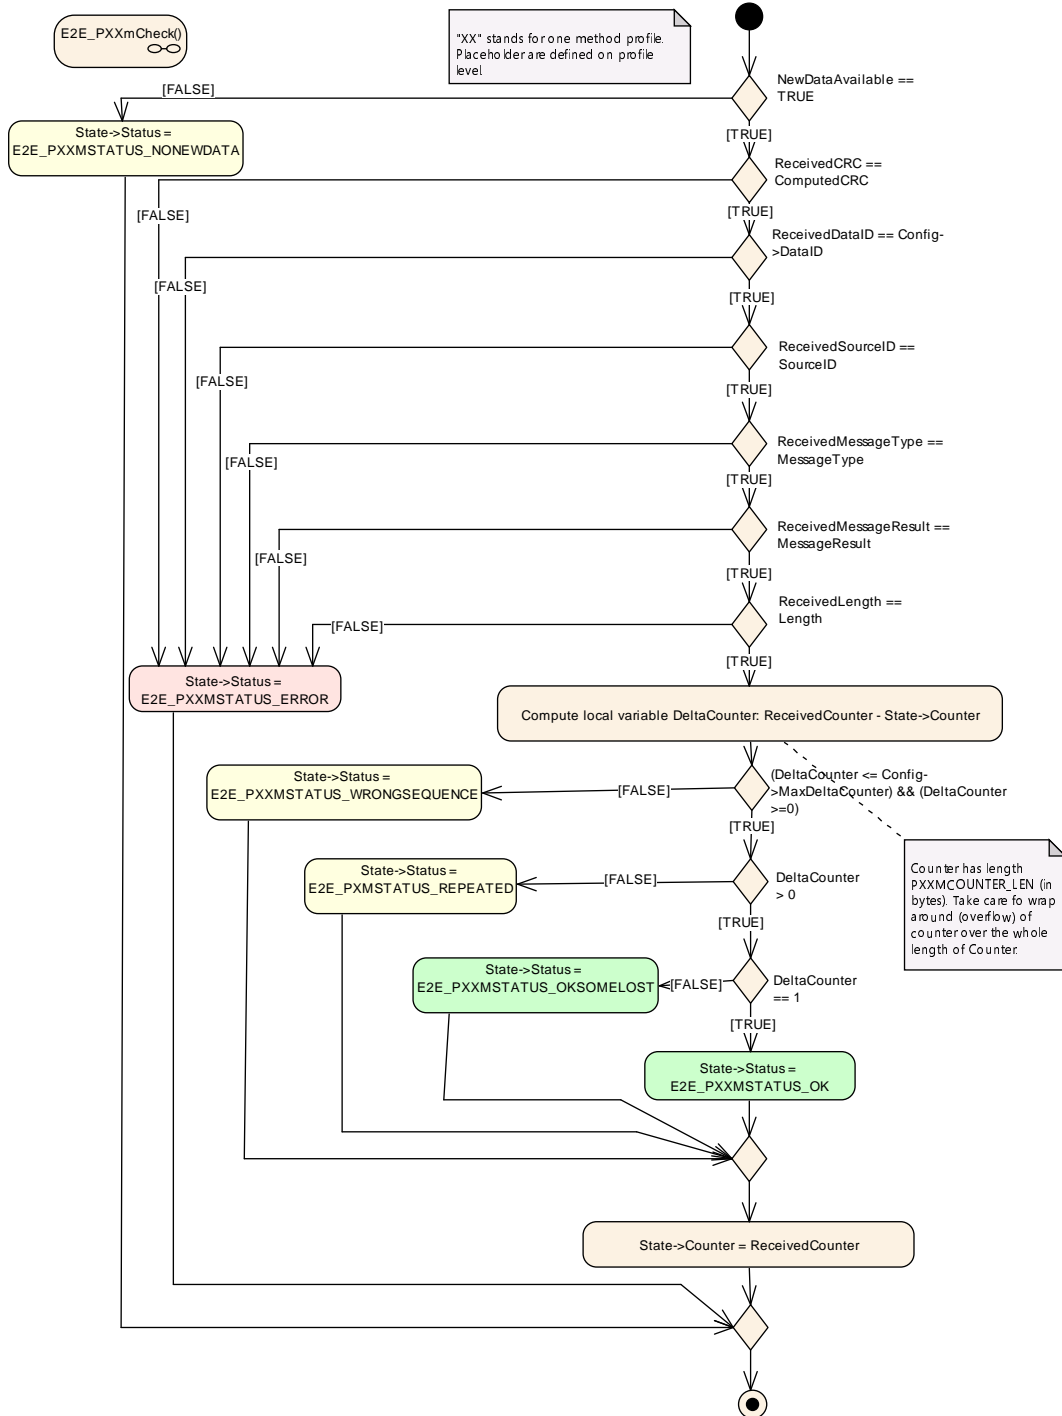 E2E_PXXmCheck()
"XX" stands for one method profile.
Placeholder are defined on profile
level.
NewDataAvailable ==
TRUE
[FALSE]
State->Status =
E2E_PXXMSTATUS_NONEWDATA
[TRUE]
ReceivedCRC ==
ComputedCRC
[FALSE]
[TRUE]
ReceivedDataID == Config-
>DataID
[FALSE]
[TRUE]
ReceivedSourceID ==
SourceID
[FALSE]
[TRUE]
ReceivedMessageType ==
MessageType
[FALSE]
[TRUE]
ReceivedMessageResult ==
MessageResult
[FALSE]
[TRUE]
ReceivedLength ==
Length
[FALSE]
[TRUE]
State->Status =
E2E_PXXMSTATUS_ERROR
Compute local variable DeltaCounter: ReceivedCounter - State->Counter
(DeltaCounter <= Config-
>MaxDeltaCounter) && (DeltaCounter
>=0)
[FALSE]
State->Status =
E2E_PXXMSTATUS_WRONGSEQUENCE
[TRUE]
Counter has length
PXXMCOUNTER_LEN (in
bytes). Take care fo wrap
around (overflow) of
counter over the whole
length of Counter.
DeltaCounter
> 0
[FALSE]
State->Status =
E2E_PXMSTATUS_REPEATED
[TRUE]
DeltaCounter
== 1
[FALSE]
State->Status =
E2E_PXXMSTATUS_OKSOMELOST
[TRUE]
State->Status =
E2E_PXXMSTATUS_OK
State->Counter = ReceivedCounter